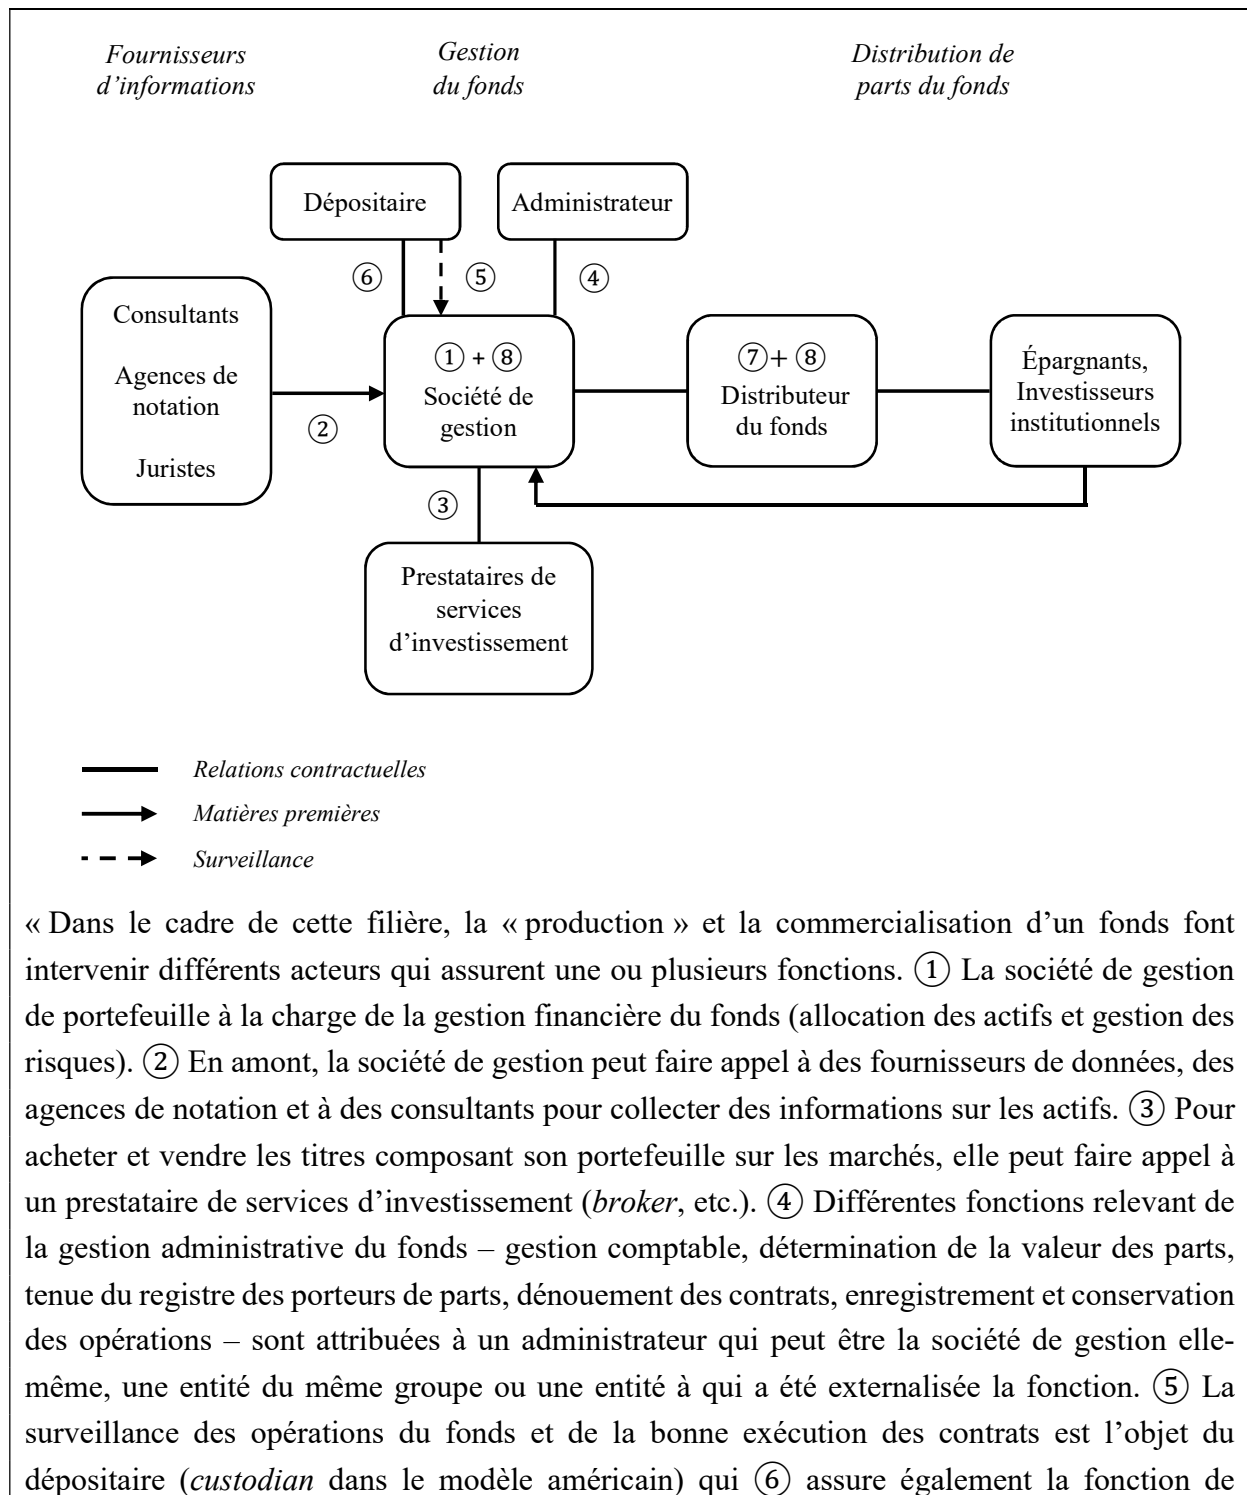 Fournisseurs
d’informations
Gestion
du fonds
Distribution de
parts du fonds
Dépositaire
Administrateur
⑥
⑤
④
Consultants
Agences de
notation
Juristes
②
① + ⑧
Société de
gestion
⑦+ ⑧
Distributeur
du fonds
Épargnants,
Investisseurs
institutionnels
③
Prestataires de
services
d’investissement
Relations contractuelles
Matières premières
Surveillance
« Dans le cadre de cette filière, la « production » et la commercialisation d’un fonds font
intervenir différents acteurs qui assurent une ou plusieurs fonctions. ① La société de gestion
de portefeuille à la charge de la gestion financière du fonds (allocation des actifs et gestion des
risques). ② En amont, la société de gestion peut faire appel à des fournisseurs de données, des
agences de notation et à des consultants pour collecter des informations sur les actifs. ③ Pour
acheter et vendre les titres composant son portefeuille sur les marchés, elle peut faire appel à
un prestataire de services d’investissement (broker, etc.). ④ Différentes fonctions relevant de
la gestion administrative du fonds – gestion comptable, détermination de la valeur des parts,
tenue du registre des porteurs de parts, dénouement des contrats, enregistrement et conservation
des opérations – sont attribuées à un administrateur qui peut être la société de gestion elle-
même, une entité du même groupe ou une entité à qui a été externalisée la fonction. ⑤ La
surveillance des opérations du fonds et de la bonne exécution des contrats est l’objet du
dépositaire (custodian dans le modèle américain) qui ⑥ assure également la fonction de